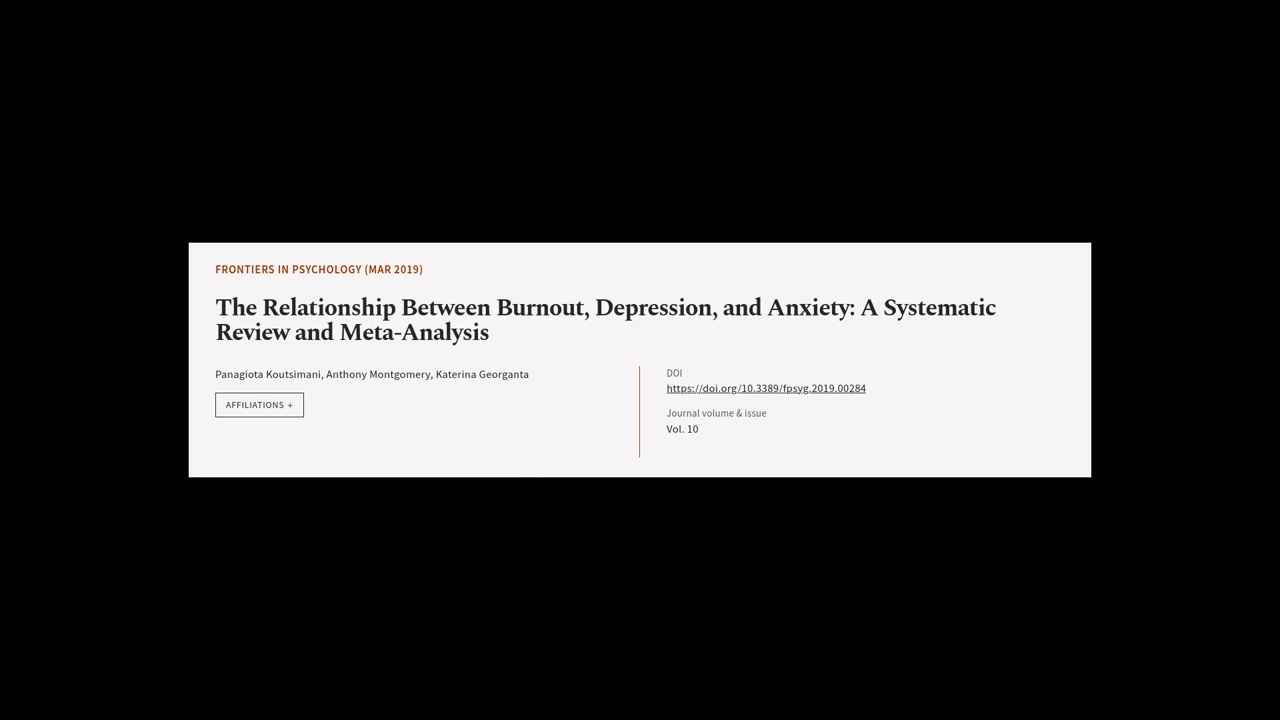 FRONTIERS IN PSYCHOLOGY (MAR 2019)
The Relationship Between Burnout, Depression, and Anxiety: A Systematic
Review and Meta-Analysis
Panagiota Koutsimani, Anthony Montgomery, Katerina Georganta
AFFILIATIONS +
DOI
https://doi.org/10.3389/fpsyg.2019.00284
Journal volume & issue
Vol. 10